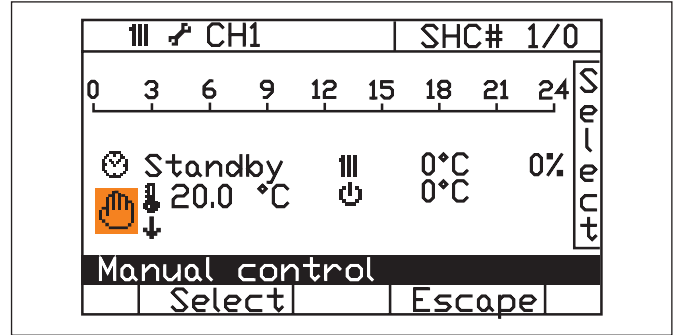 CH1 SHC# 1/0
0 3 6 9 12 15 18 21 24
Select
Standby 0°C 0%
20.0 °C 0°C
Manual control
Select Escape